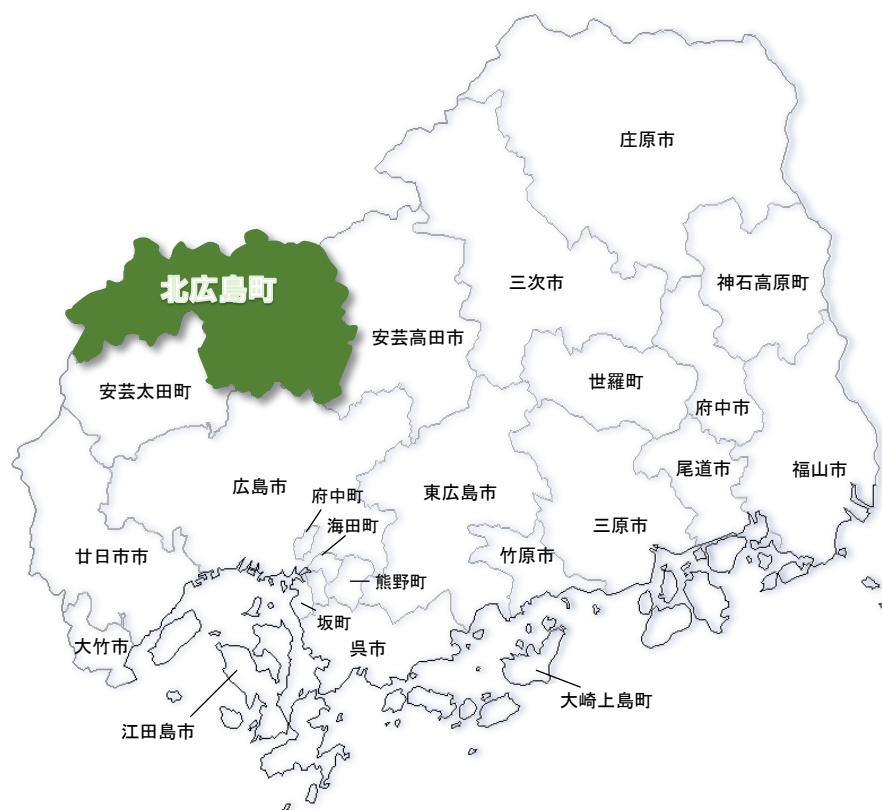 庄原市
三次市
神石高原町
北広島町
安芸高田市
世羅町
安芸太田町
府中市
尾道市
福山市
広島市
府中町
東広島市
海田町
三原市
廿日市市
竹原市
熊野町
坂町
大竹市
呉市
大崎上島町
江田島市